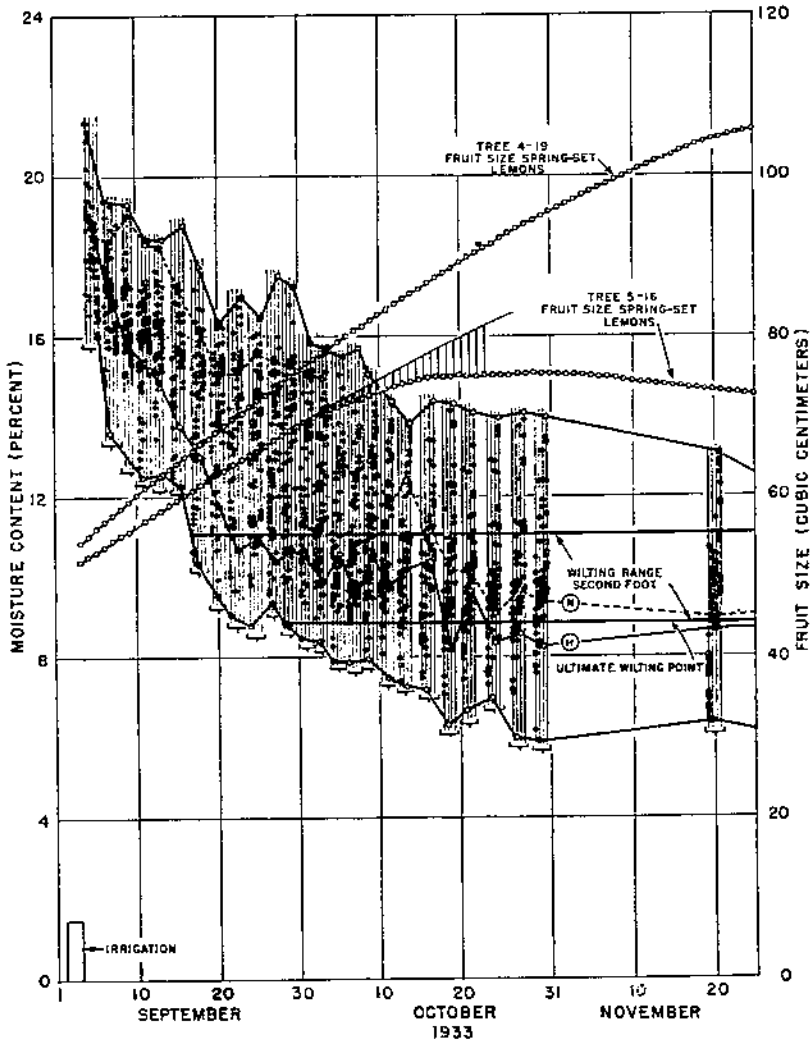 24
20
16
12
8
4
0
MOISTURE CONTENT (PERCENT)
120
100
80
60
40
20
0
FRUIT SIZE (CUBIC CENTIMETERS)
TREE 4-19
FRUIT SIZE SPRING-SET
LEMONS
TREE 5-16
FRUIT SIZE SPRING-SET
LEMONS
WILTING RANGE
SECOND FOOT
N
H
ULTIMATE WILTING POINT
IRRIGATION
1 10 20 30 10 20 31 10 20
SEPTEMBER OCTOBER NOVEMBER
1933